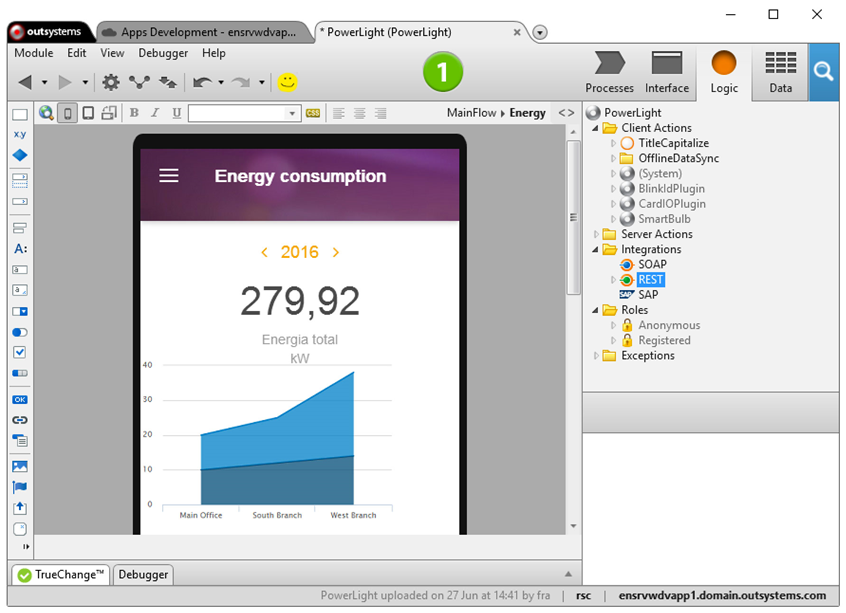 outsystems
Apps Development - ensrvwdvapp...
* PowerLight (PowerLight)
Module Edit View Debugger Help
1
Processes Interface Logic Data
B I U
CSS
MainFlow Energy <>
PowerLight
Client Actions
TitleCapitalize
OfflineDataSync
(System)
BlinkIdPlugin
CardIOPlugin
SmartBulb
Server Actions
Integrations
SOAP
REST
SAP SAP
Roles
Anonymous
Registered
Exceptions
x.y
A:
OK
Energy consumption
< 2016 >
279,92
Energia total
kW
40
30
20
10
0
Main Office South Branch West Branch
TrueChange™ Debugger
PowerLight uploaded on 27 Jun at 14:41 by fra | rsc | ensrvwdvapp1.domain.outsystems.com